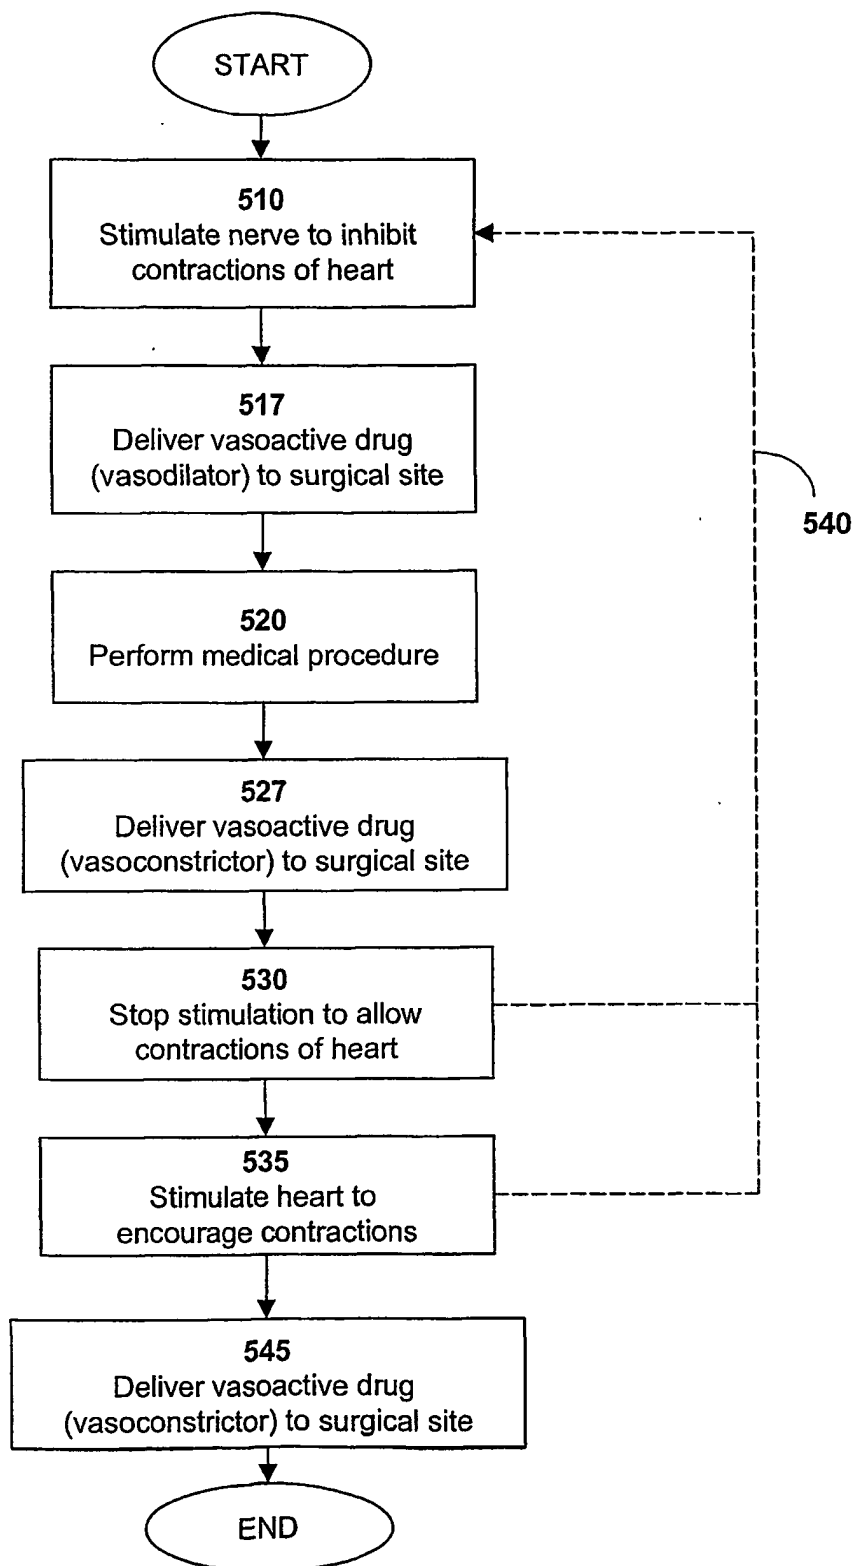 START
510
Stimulate nerve to inhibit
contractions of heart
517
Deliver vasoactive drug
(vasodilator) to surgical site
540
520
Perform medical procedure
527
Deliver vasoactive drug
(vasoconstrictor) to surgical site
530
Stop stimulation to allow
contractions of heart
535
Stimulate heart to
encourage contractions
545
Deliver vasoactive drug
(vasoconstrictor) to surgical site
END